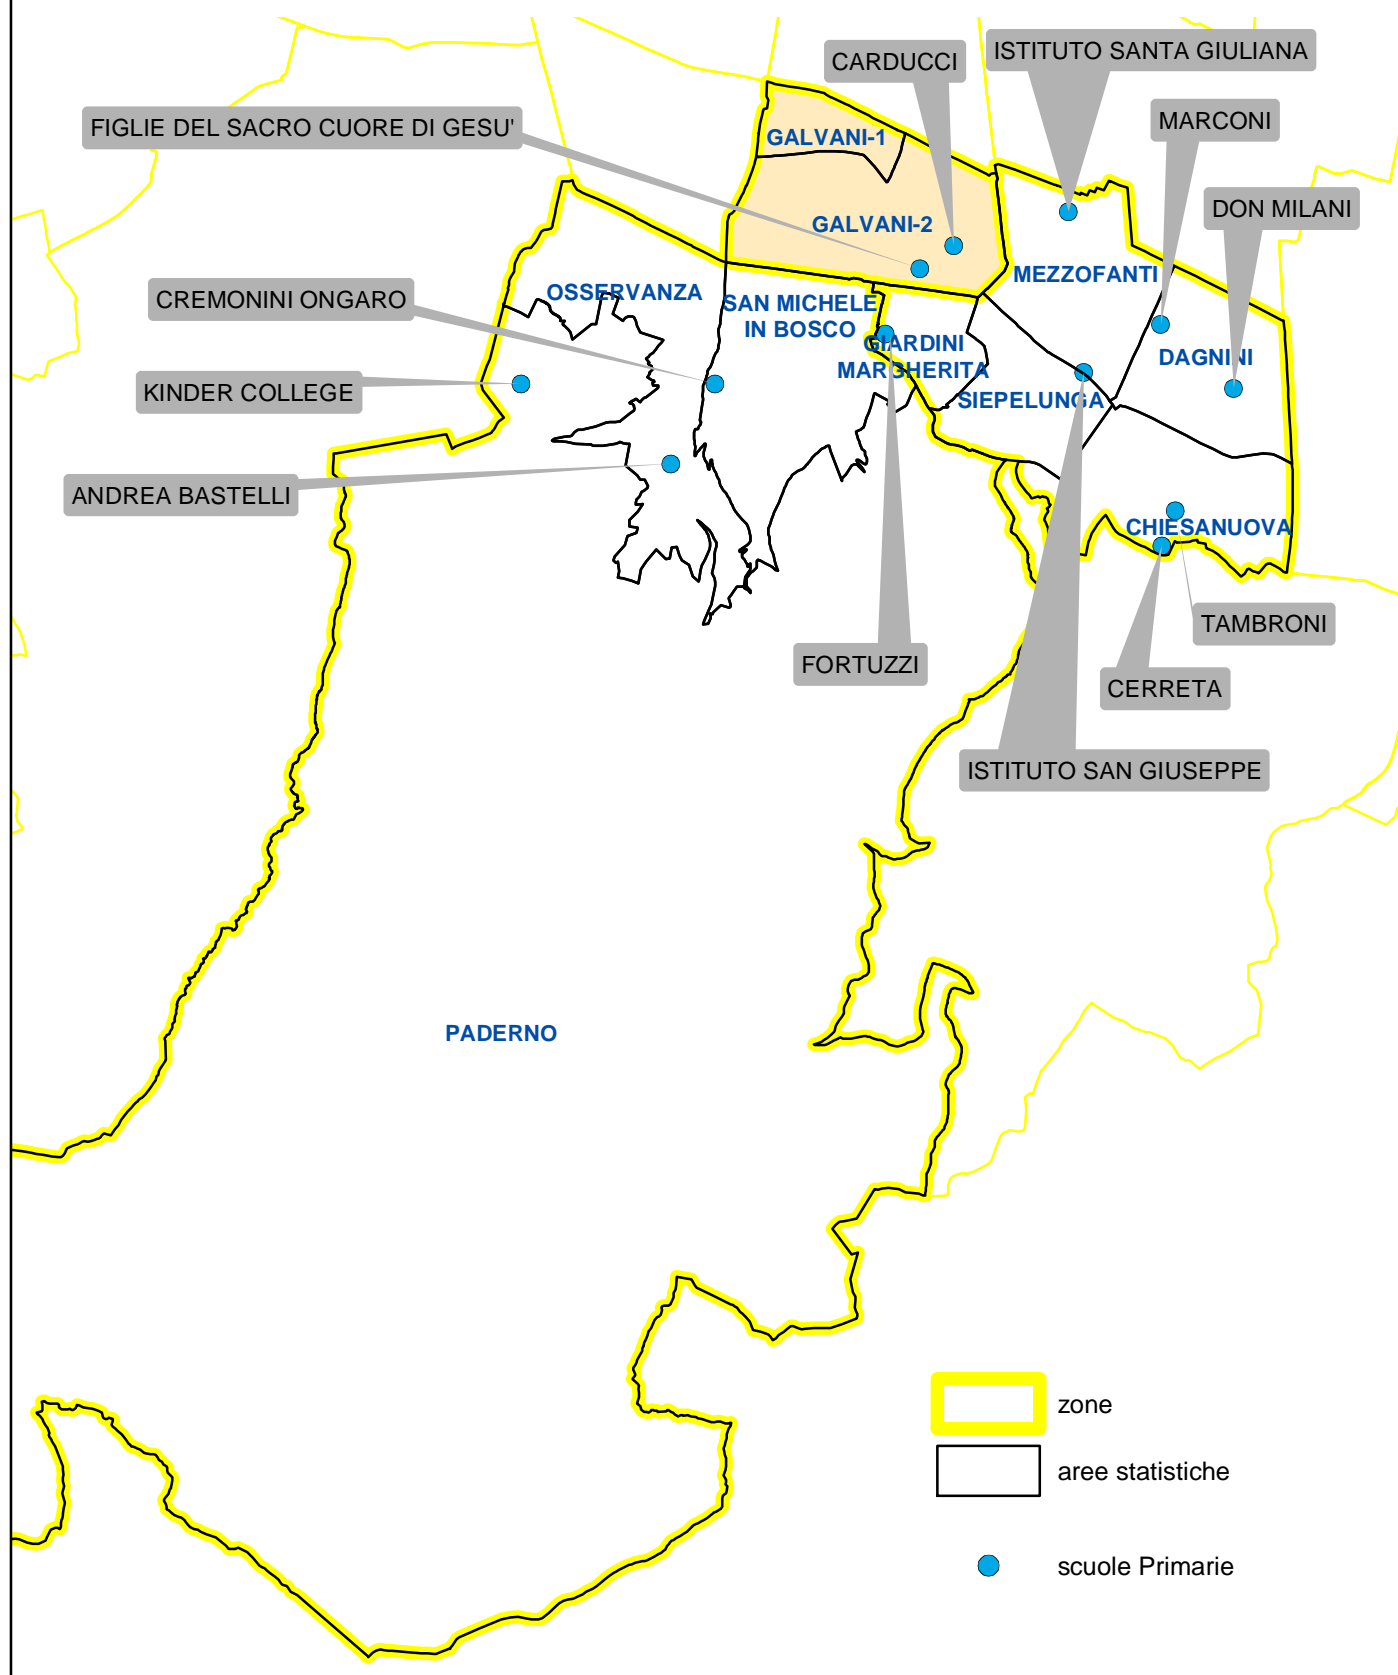 ISTITUTO SANTA GIULIANA
CARDUCCI
MARCONI
FIGLIE DEL SACRO CUORE DI GESU'
GALVANI-1
DON MILANI
GALVANI-2
MEZZOFANTI
OSSERVANZA
CREMONINI ONGARO
SAN MICHELE
IN BOSCO
GIARDINI
MARGHERITA
DAGNINI
KINDER COLLEGE
SIEPELUNGA
ANDREA BASTELLI
CHIESANUOVA
TAMBRONI
FORTUZZI
CERRETA
ISTITUTO SAN GIUSEPPE
PADERNO
zone
aree statistiche
scuole Primarie